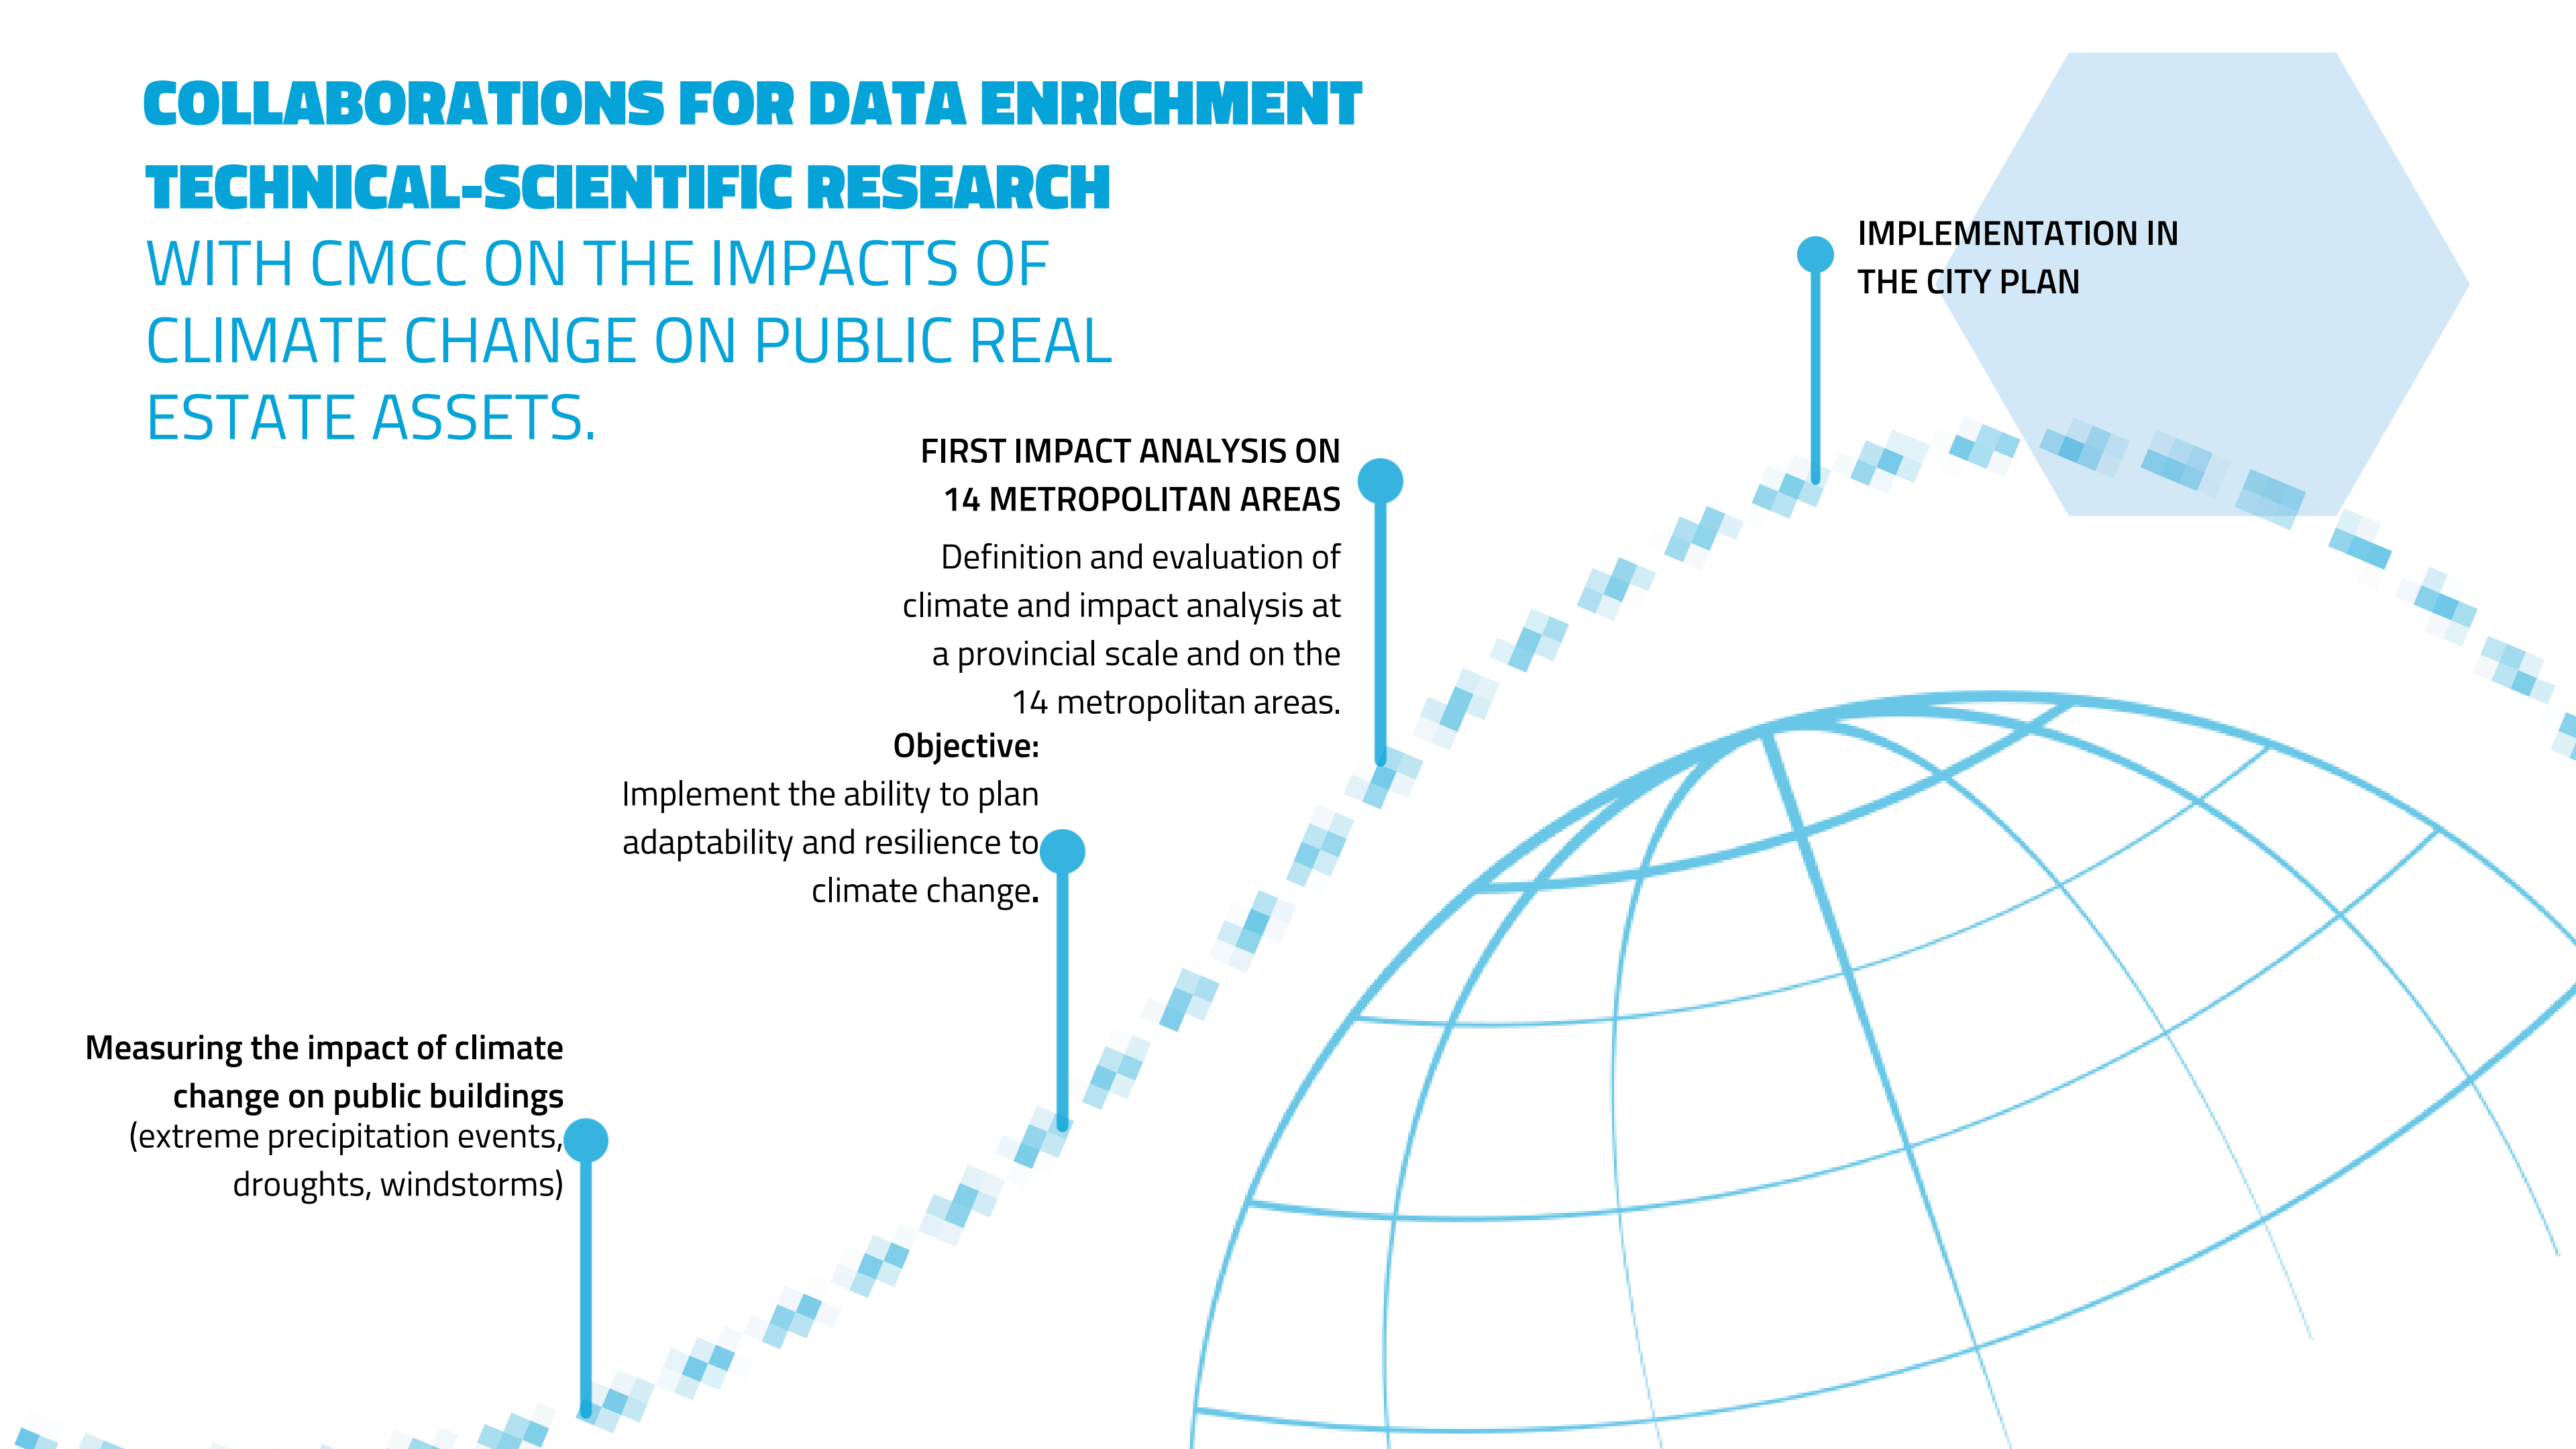 COLLABORATIONS FOR DATA ENRICHMENT
TECHNICAL-SCIENTIFIC RESEARCH
WITH CMCC ON THE IMPACTS OF
CLIMATE CHANGE ON PUBLIC REAL
ESTATE ASSETS.
IMPLEMENTATION IN
THE CITY PLAN
FIRST IMPACT ANALYSIS ON
14 METROPOLITAN AREAS
Definition and evaluation of
climate and impact analysis at
a provincial scale and on the
14 metropolitan areas.
Objective:
Implement the ability to plan
adaptability and resilience to
climate change.
Measuring the impact of climate
change on public buildings
(extreme precipitation events,
droughts, windstorms)